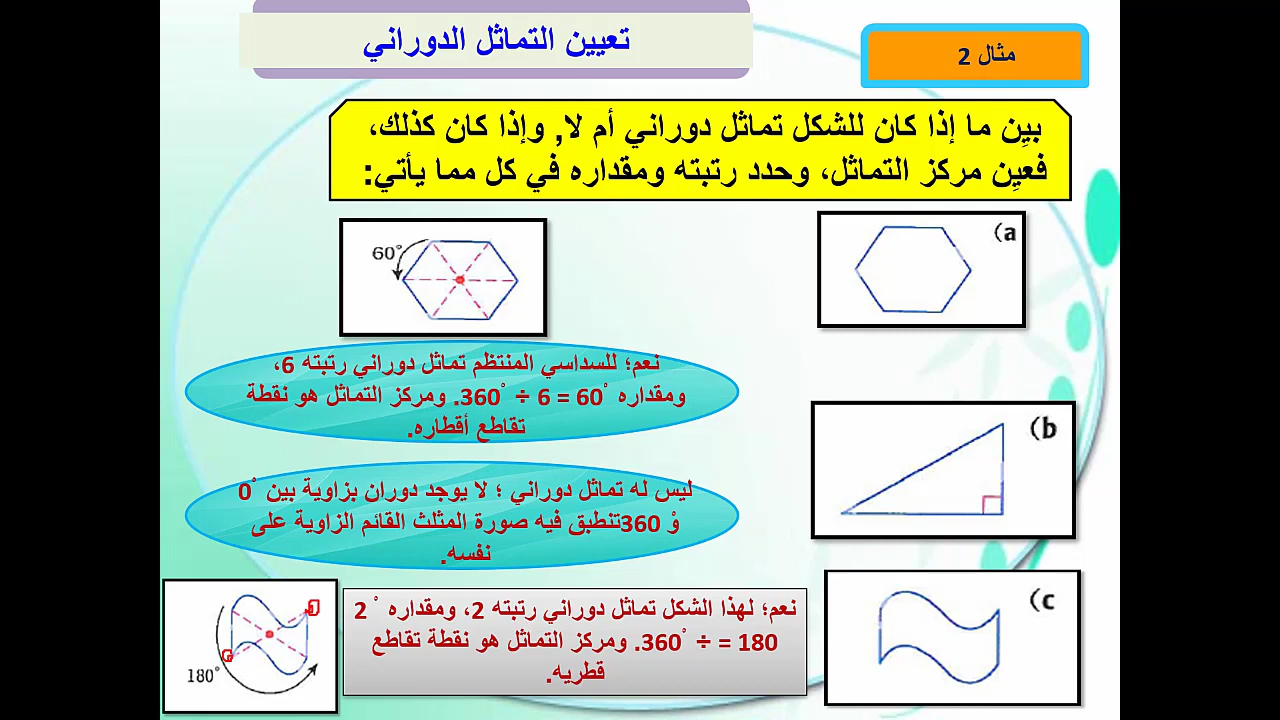 تعيين التماثل الدوراني
مثال 2
بيِن ما إذا كان للشكل تماثل دوراني أم لا, وإذا كان كذلك،
فعيِن مركز التماثل، وحدد رتبته ومقداره في كل مما يأتي:
(a
60°
نعم؛ للسداسي المنتظم تماثل دوراني رتبته 6،
ومقداره 60° = 6 ÷ 360°. ومركز التماثل هو نقطة
تقاطع أقطاره.
(b
ليس له تماثل دوراني ؛ لا يوجد دوران بزاوية بين 0°
وْ 360تنطبق فيه صورة المثلث القائم الزاوية على
نفسه.
(c
نعم؛ لهذا الشكل تماثل دوراني رتبته 2، ومقداره 2°
180 = ÷ 360°. ومركز التماثل هو نقطة تقاطع
قطريه.
180°